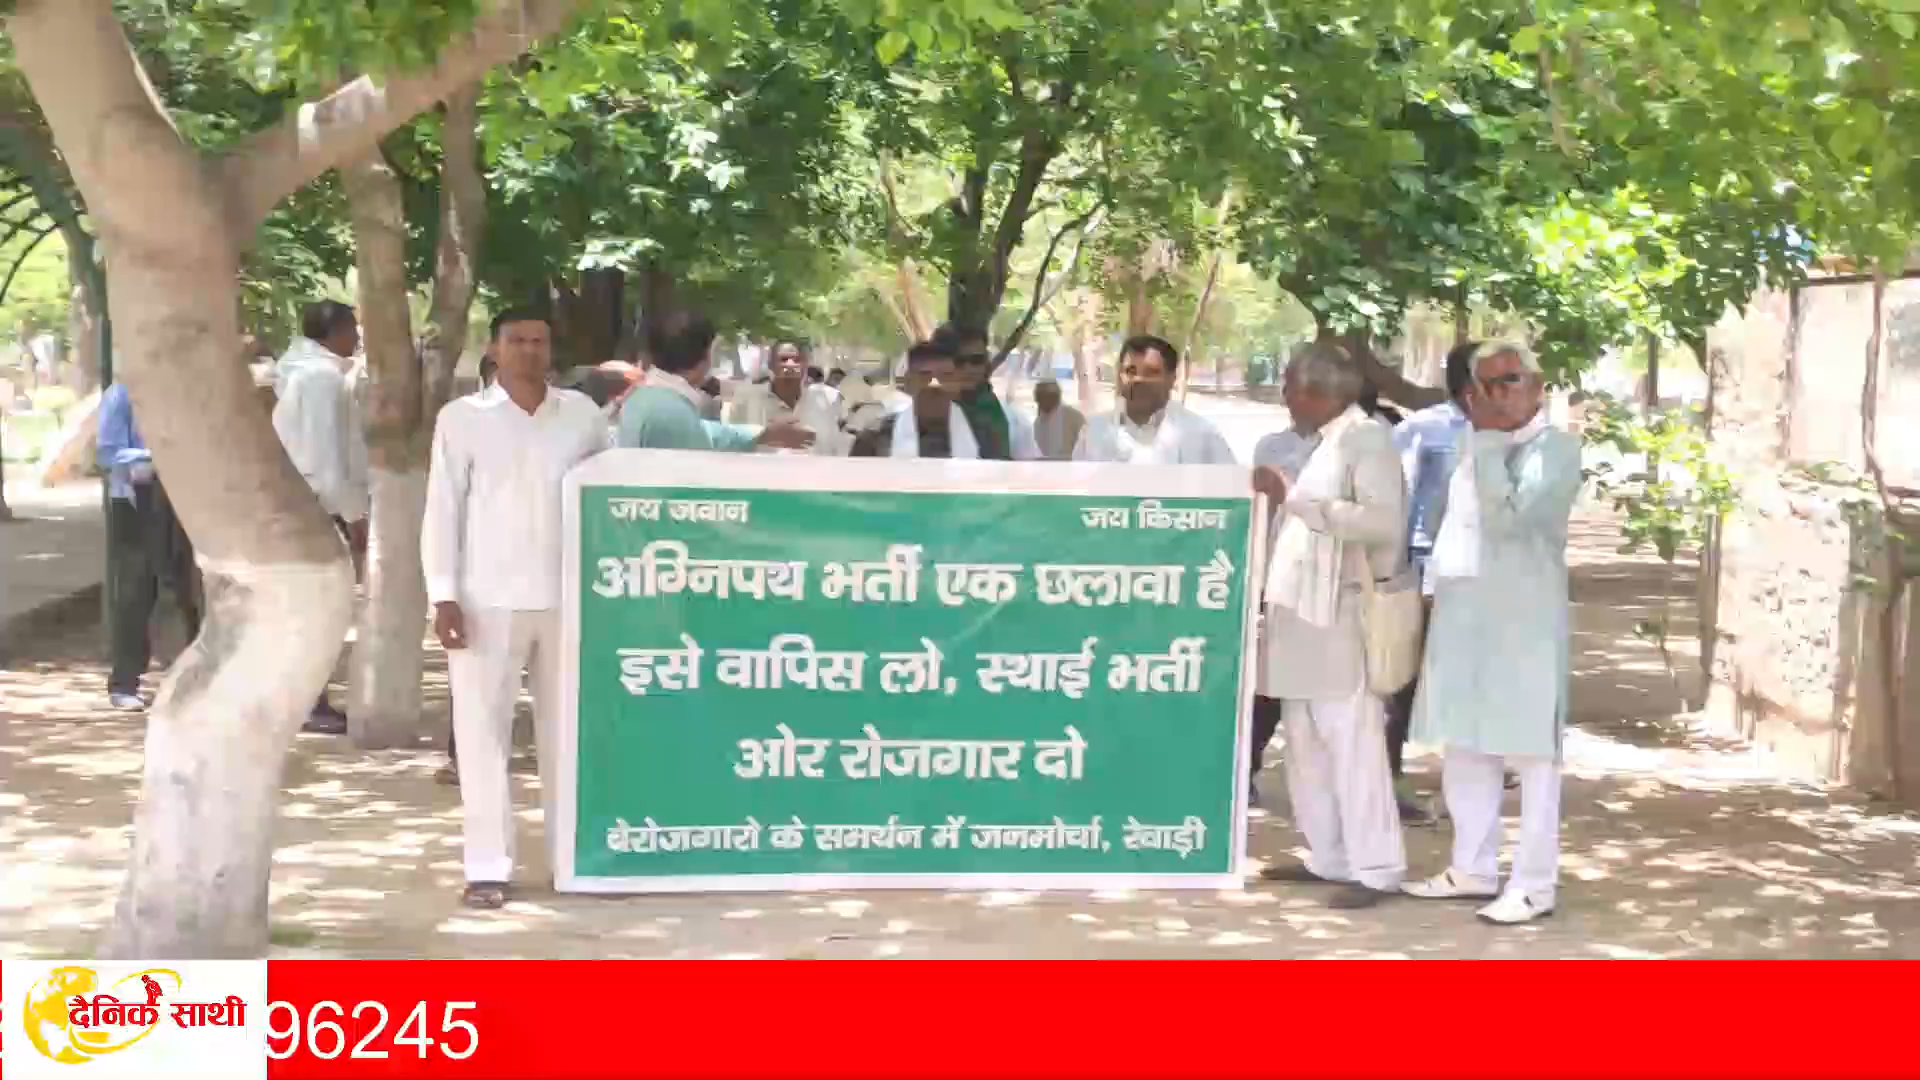 जय जवान जय किसान
अग्निपथ भर्ती एक छलावा है
इसे वापिस लो, स्थाई भर्ती
ओर रोजगार दो
बेरोजगारो के समर्थन में जनमोर्चा, रेवाड़ी
दैनिक साथी
96245